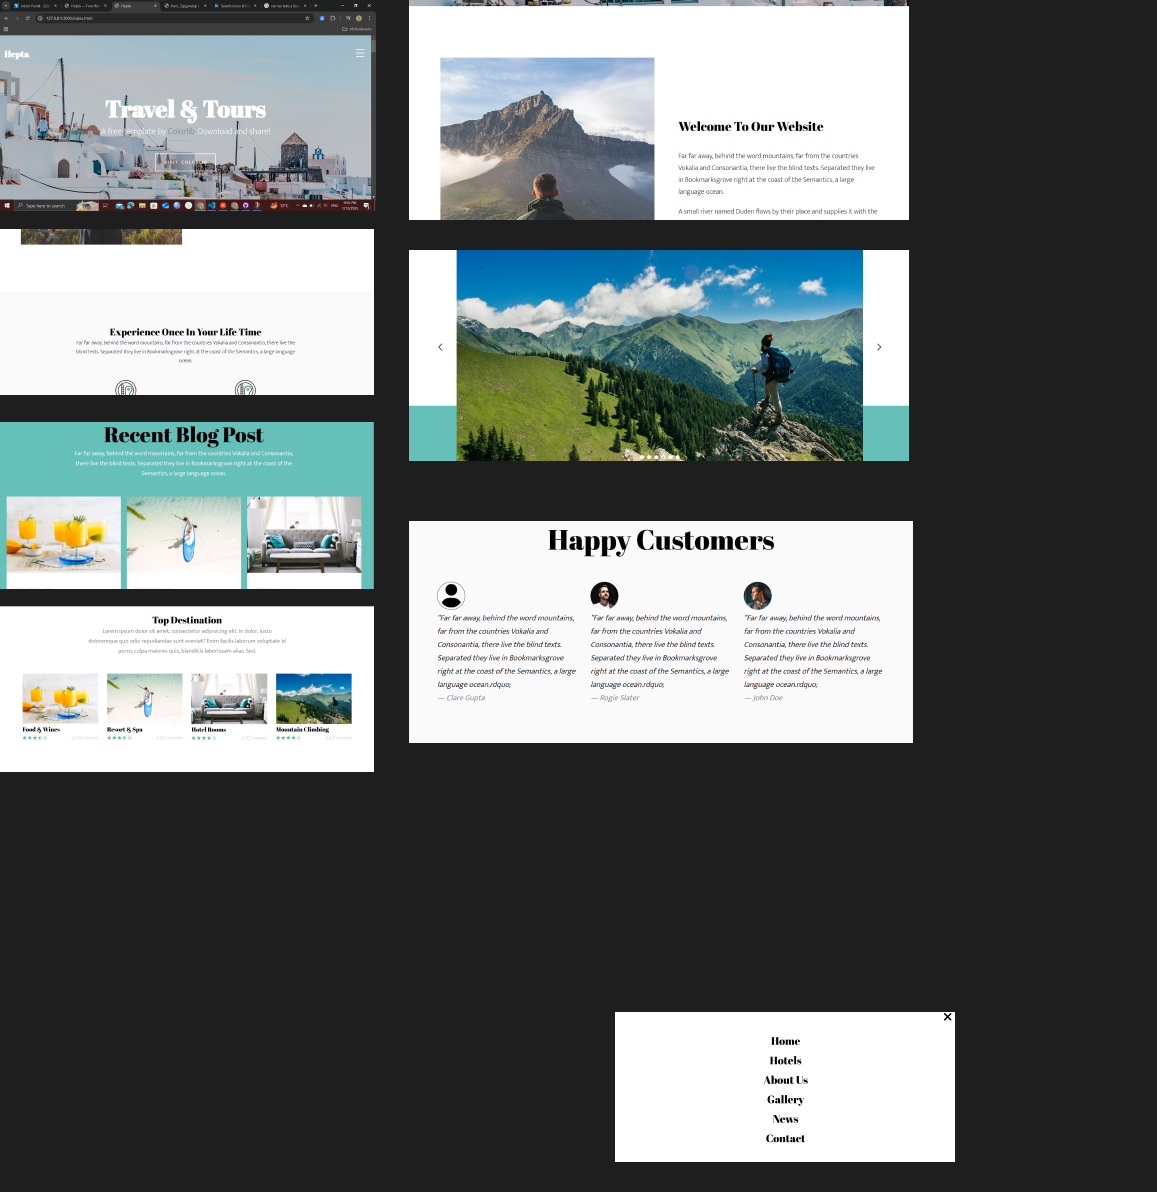 Hepta
127.0.0.1:3000/index.html
All Bookmarks
Hepta
Travel & Tours
A free template by Colorlib. Download and share!
VISIT COLORLIB
Type here to search
12°C
ENG
Experience Once In Your Life Time
Far far away, behind the word mountains, far from the countries Vokalia and Consonantia, there live the
blind texts. Separated they live in Bookmarksgrove right at the coast of the Semantics, a large language
ocean.
Recent Blog Post
Far far away, behind the word mountains, far from the countries Vokalia and Consonantia,
there live the blind texts. Separated they live in Bookmarksgrove right at the coast of the
Semantics, a large language ocean.
Top Destination
Lorem ipsum dolor sit amet, consectetur adipisicing elit. In dolor, iusto
doloremque quo odio repudiandae sunt eveniet? Enim facilis laborum voluptate id
porro, culpa maiores quis, blanditiis laboriosam alias. Sed.
Food & Wines
Resort & Spa
Hotel Rooms
Mountain Climbing
Welcome To Our Website
Far far away, behind the word mountains, far from the countries
Vokalia and Consonantia, there live the blind texts. Separated they live
in Bookmarksgrove right at the coast of the Semantics, a large
language ocean.
A small river named Duden flows by their place and supplies it with the
Happy Customers
“Far far away, behind the word mountains,
far from the countries Vokalia and
Consonantia, there live the blind texts.
Separated they live in Bookmarksgrove
right at the coast of the Semantics, a large
language ocean.rdquo;
— Clare Gupta
“Far far away, behind the word mountains,
far from the countries Vokalia and
Consonantia, there live the blind texts.
Separated they live in Bookmarksgrove
right at the coast of the Semantics, a large
language ocean.rdquo;
— Rogie Slater
“Far far away, behind the word mountains,
far from the countries Vokalia and
Consonantia, there live the blind texts.
Separated they live in Bookmarksgrove
right at the coast of the Semantics, a large
language ocean.rdquo;
— John Doe
Home
Hotels
About Us
Gallery
News
Contact